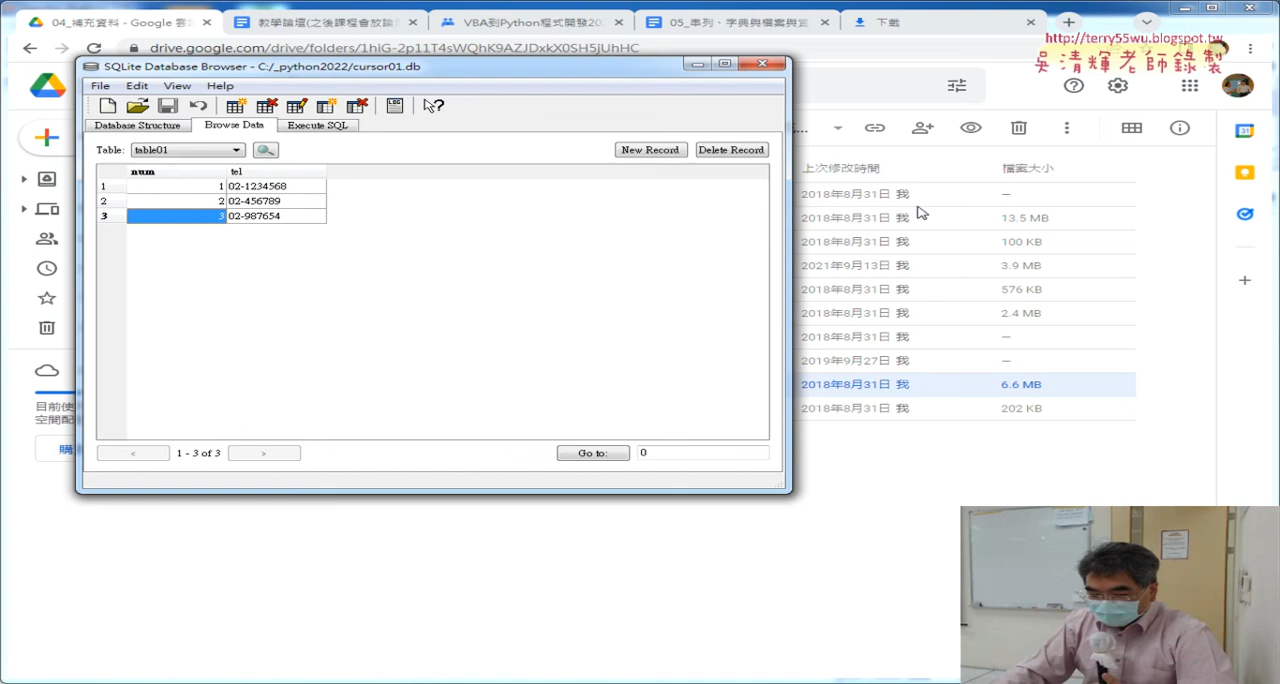 04_補充資料 - Google 雲
教學論壇(之後課程會放論
VBA到Python程式開發202
05_串列、字典與檔案與資
下載
drive.google.com/drive/folders/1hiG-2p11T4sWQhK9AZJDxkX0SH5jUhHC
http://terry55wu.blogspot.tw
吳清輝老師錄製
SQLite Database Browser - C:/_python2022/cursor01.db
File Edit View Help
Database Structure Browse Data Execute SQL
Table: table01 New Record Delete Record
num tel
1 1 02-1234568
2 2 02-456789
3 3 02-987654
< 1 - 3 of 3 > Go to: 0
上次修改時間 檔案大小
2018年8月31日 我 —
2018年8月31日 我 13.5 MB
2018年8月31日 我 100 KB
2021年9月13日 我 3.9 MB
2018年8月31日 我 576 KB
2018年8月31日 我 2.4 MB
2018年8月31日 我 —
2019年9月27日 我 —
2018年8月31日 我 6.6 MB
2018年8月31日 我 202 KB
目前使
空間配
購